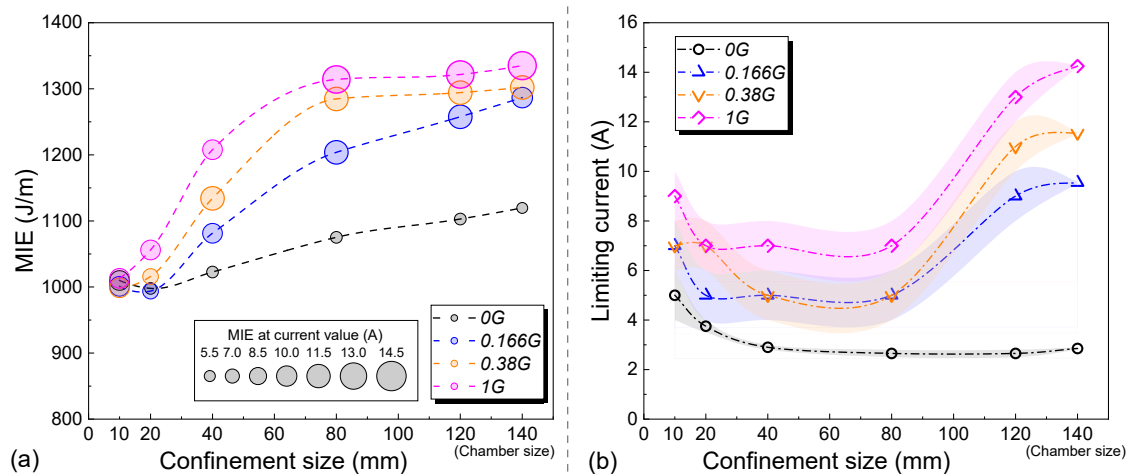 1400
1300
1200
1100
1000
900
800
MIE (J/m)
MIE at current value (A)
5.5 7.0 8.5 10.0 11.5 13.0 14.5
0G
0.166G
0.38G
1G
0 10 20 40 60 80 100 120 140
(Chamber size)
Confinement size (mm)
(a)
16
14
12
10
8
6
4
2
0
Limiting current (A)
0G
0.166G
0.38G
1G
0 10 20 40 60 80 100 120 140
(Chamber size)
Confinement size (mm)
(b)